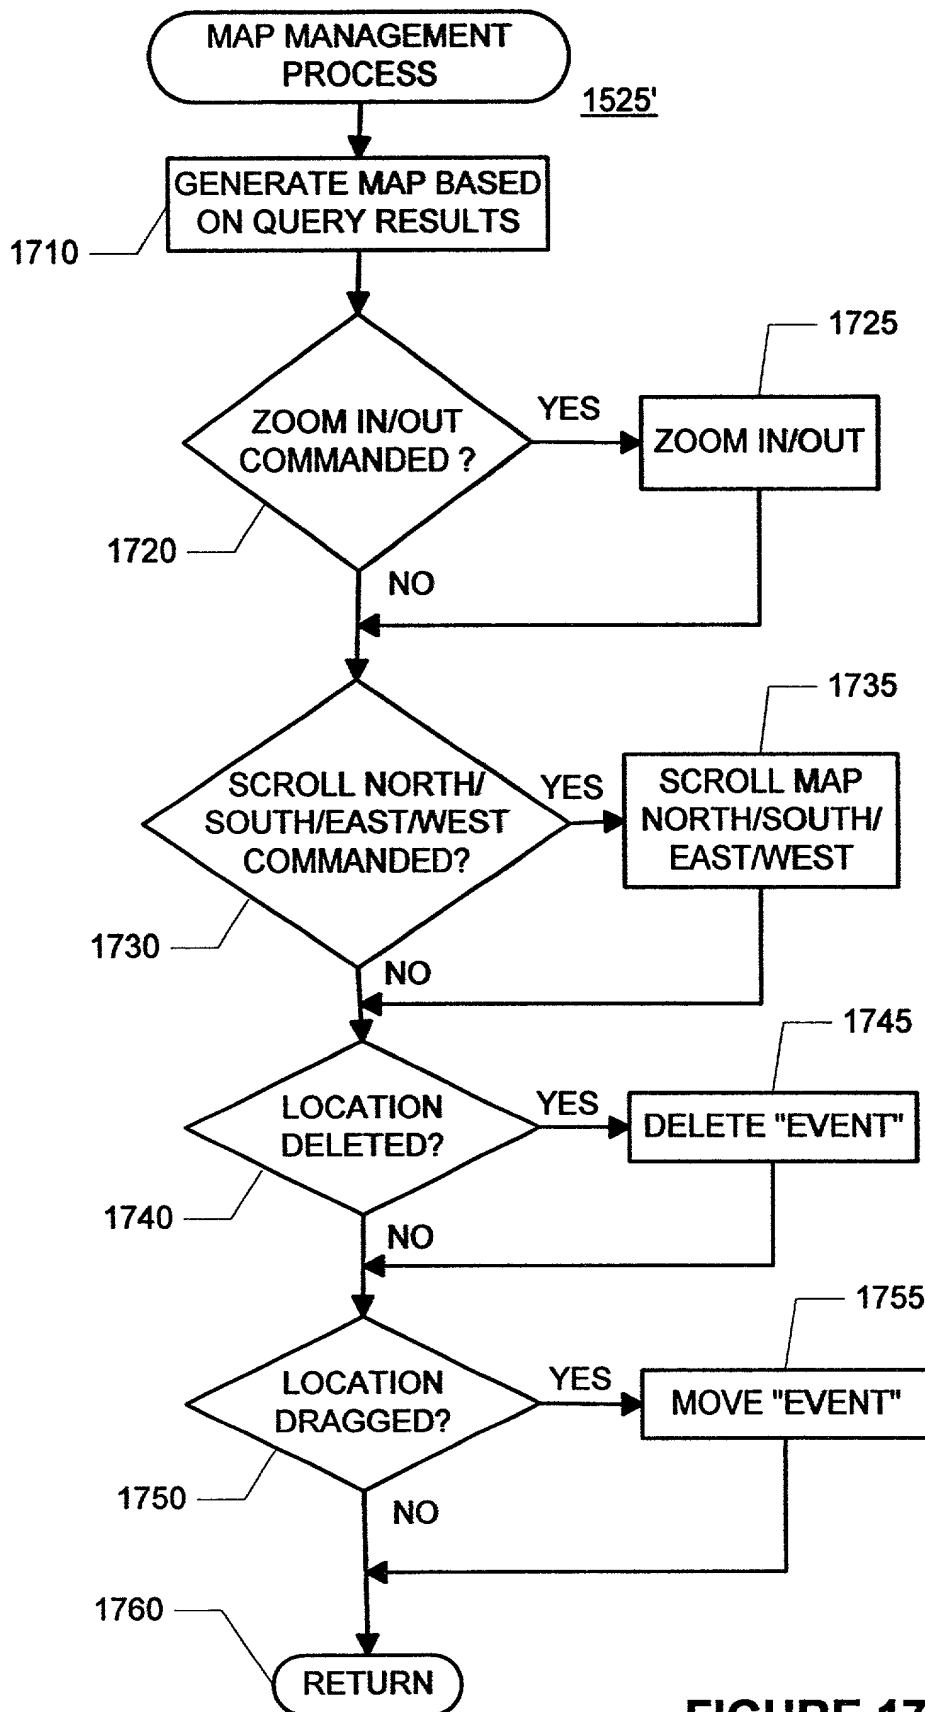 MAP MANAGEMENT
PROCESS
1525'
GENERATE MAP BASED
ON QUERY RESULTS
1710
1725
ZOOM IN/OUT
COMMANDED ?
YES
ZOOM IN/OUT
1720
NO
1735
SCROLL NORTH/
SOUTH/EAST/WEST
COMMANDED?
YES
SCROLL MAP
NORTH/SOUTH/
EAST/WEST
1730
NO
1745
LOCATION
DELETED?
YES
DELETE "EVENT"
1740
NO
1755
LOCATION
DRAGGED?
YES
MOVE "EVENT"
1750
NO
1760
RETURN
FIGURE 17